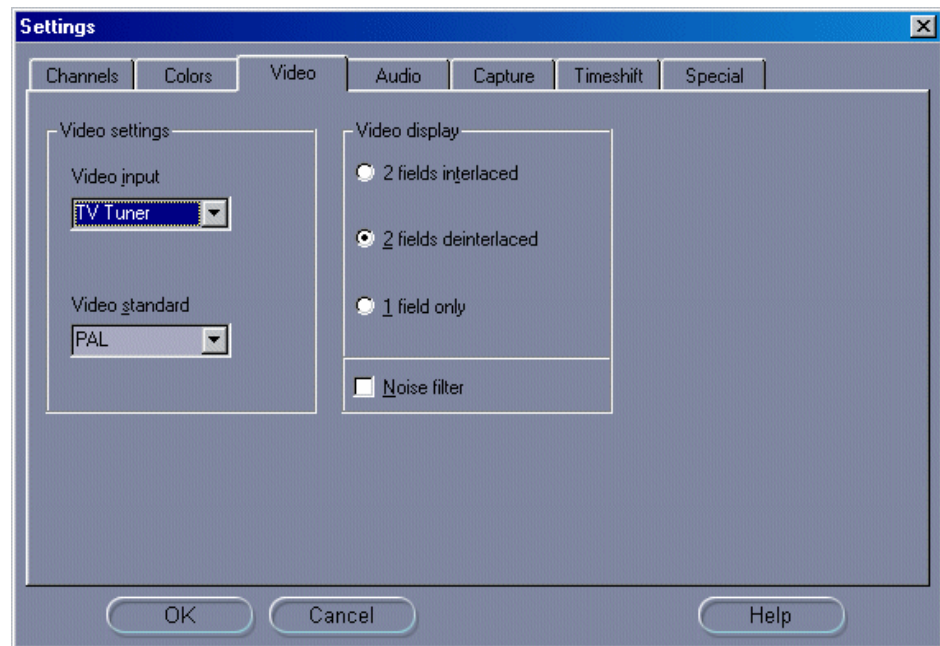 Settings
Channels Colors Video Audio Capture Timeshift Special
Video settings
Video input
TV Tuner
Video standard
PAL
Video display
2 fields interlaced
2 fields deinterlaced
1 field only
Noise filter
OK Cancel Help